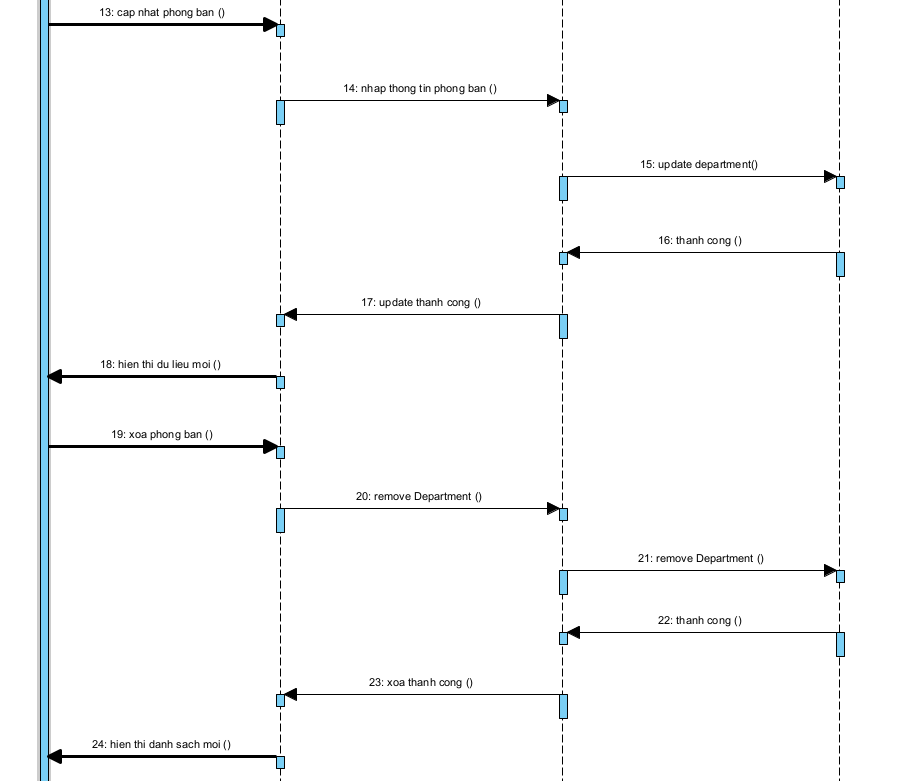 13: cap nhat phong ban ()
14: nhap thong tin phong ban ()
15: update department()
16: thanh cong ()
17: update thanh cong ()
18: hien thi du lieu moi ()
19: xoa phong ban ()
20: remove Department ()
21: remove Department ()
22: thanh cong ()
23: xoa thanh cong ()
24: hien thi danh sach moi ()